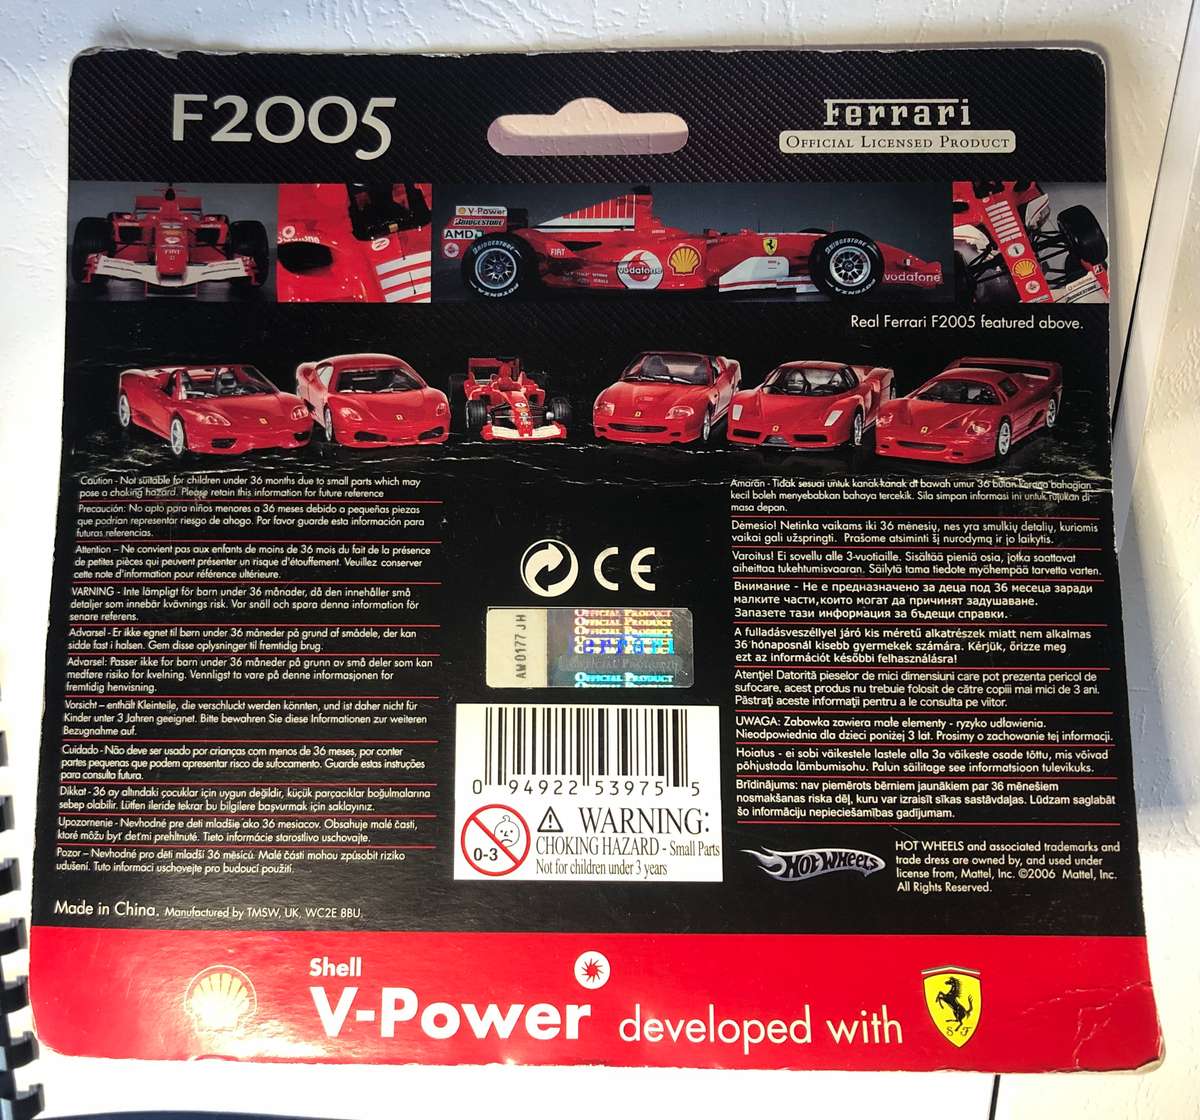 F2005
Ferrari
OFFICIAL LICENSED PRODUCT
V-Power
BRIDGESTONE
AMD
BRIDGESTONE
POTENZA
FIAT
vodafone
BRIDGESTONE
POTENZA
vodafone
FIAT
Real Ferrari F2005 featured above.
Caution - Not suitable for children under 36 months due to small parts which may
pose a choking hazard. Please retain this information for future reference
Precaución: No apto para niños menores a 36 meses debido a pequeñas piezas
que podrían representar riesgo de ahogo. Por favor guarde esta información para
futuras referencias.
Attention – Ne convient pas aux enfants de moins de 36 mois du fait de la présence
de petites pièces qui peuvent présenter un risque d'étouffement. Veuillez conserver
cette note d'information pour référence ultérieure.
VARNING - Inte lämpligt för barn under 36 månader, då den innehåller små
detaljer som innebär kvävnings risk. Var snäll och spara denna information för
senare referens.
Advarsel - Er ikke egnet til børn under 36 måneder på grund af smådele, der kan
sidde fast i halsen. Gem disse oplysninger til fremtidig brug.
Advarsel: Passer ikke for barn under 36 måneder på grunn av små deler som kan
medføre risiko for kvelning. Vennligst ta vare på denne informasjonen for
fremtidig henvisning.
Vorsicht – enthält Kleinteile, die verschluckt werden könnten, und ist daher nicht für
Kinder unter 3 Jahren geeignet. Bitte bewahren Sie diese Informationen zur weiteren
Bezugnahme auf.
Cuidado - Não deve ser usado por crianças com menos de 36 meses, por conter
partes pequenas que podem apresentar risco de sufocamento. Guarde estas instruções
para consulta futura.
Dikkat - 36 ay altındaki çocuklar için uygun değildir, küçük parçacıklar boğulmalarına
sebep olabilir. Lütfen ileride tekrar bu bilgilere başvurmak için saklayınız.
Upozornenie - Nevhodné pre deti mladšie ako 36 mesiacov. Obsahuje malé časti,
ktoré môžu byť deťmi prehltnuté. Tieto informácie starostlivo uschovajte.
Pozor – Nevhodné pro děti mladší 36 měsíců. Malé části mohou způsobit riziko
udušení. Tuto informaci uschovejte pro budoucí použití.
Made in China. Manufactured by TMSW, UK, WC2E 8BU.
CE
AW0177 JH
OFFICIAL PRODUCT
OFFICIAL PRODUCT
OFFICIAL PRODUCT
Ferrari
OFFICIAL PRODUCT
OFFICIAL PRODUCT
0 94922 53975 5
0-3
WARNING:
CHOKING HAZARD - Small Parts
Not for children under 3 years
Amaran - Tidak sesuai untuk kanak-kanak di bawah umur 36 bulan kerana bahagian
kecil boleh menyebabkan bahaya tercekik. Sila simpan informasi ini untuk rujukan di-
masa depan.
Dėmesio! Netinka vaikams iki 36 mėnesių, nes yra smulkių detalių, kuriomis
vaikai gali užspringti. Prašome atsiminti šį nurodymą ir jo laikytis.
Varoitus! Ei sovellu alle 3-vuotiaille. Sisältää pieniä osia, jotka saattavat
aiheittaa tukehtumisvaaran. Säilytä tama tiedote myöhempää tarvetta varten.
Внимание - Не е предназначено за деца под 36 месеца заради
малките части,които могат да причинят задушаване.
Запазете тази информация за бъдещи справки.
A fulladásveszéllyel járó kis méretű alkatrészek miatt nem alkalmas
36 hónaposnál kisebb gyermekek számára. Kérjük, őrizze meg
ezt az információt későbbi felhasználásra!
Atenţie! Datorită pieselor de mici dimensiuni care pot prezenta pericol de
sufocare, acest produs nu trebuie folosit de către copiii mai mici de 3 ani.
Păstraţi aceste informaţii pentru a le consulta pe viitor.
UWAGA: Zabawka zawiera małe elementy - ryzyko udławienia.
Nieodpowiednia dla dzieci poniżej 3 lat. Prosimy o zachowanie tej informacji.
Hoiatus - ei sobi väikestele lastele alla 3a väikeste osade tõttu, mis võivad
põhjustada lämbumisohu. Palun säilitage see informatsioon tulevikuks.
Brīdinājums: nav piemērots bērniem jaunākiem par 36 mēnešiem
nosmakšanas riska dēļ, kuru var izraisīt sīkas sastāvdaļas. Lūdzam saglabāt
šo informāciju nepieciešamības gadījumam.
HOT WHEELS
HOT WHEELS and associated trademarks and
trade dress are owned by, and used under
license from, Mattel, Inc. ©2006 Mattel, Inc.
All Rights Reserved.
Shell
V-Power developed with
S F